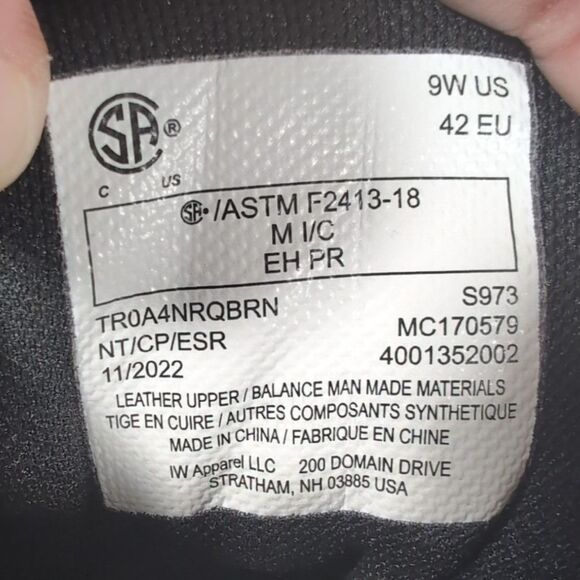 9W US
42 EU
SA ®
C US
SA• /ASTM F2413-18
M I/C
EH PR
TR0A4NRQBRN S973
NT/CP/ESR MC170579
11/2022 4001352002
LEATHER UPPER / BALANCE MAN MADE MATERIALS
TIGE EN CUIRE / AUTRES COMPOSANTS SYNTHETIQUE
MADE IN CHINA / FABRIQUE EN CHINE
IW Apparel LLC 200 DOMAIN DRIVE
STRATHAM, NH 03885 USA